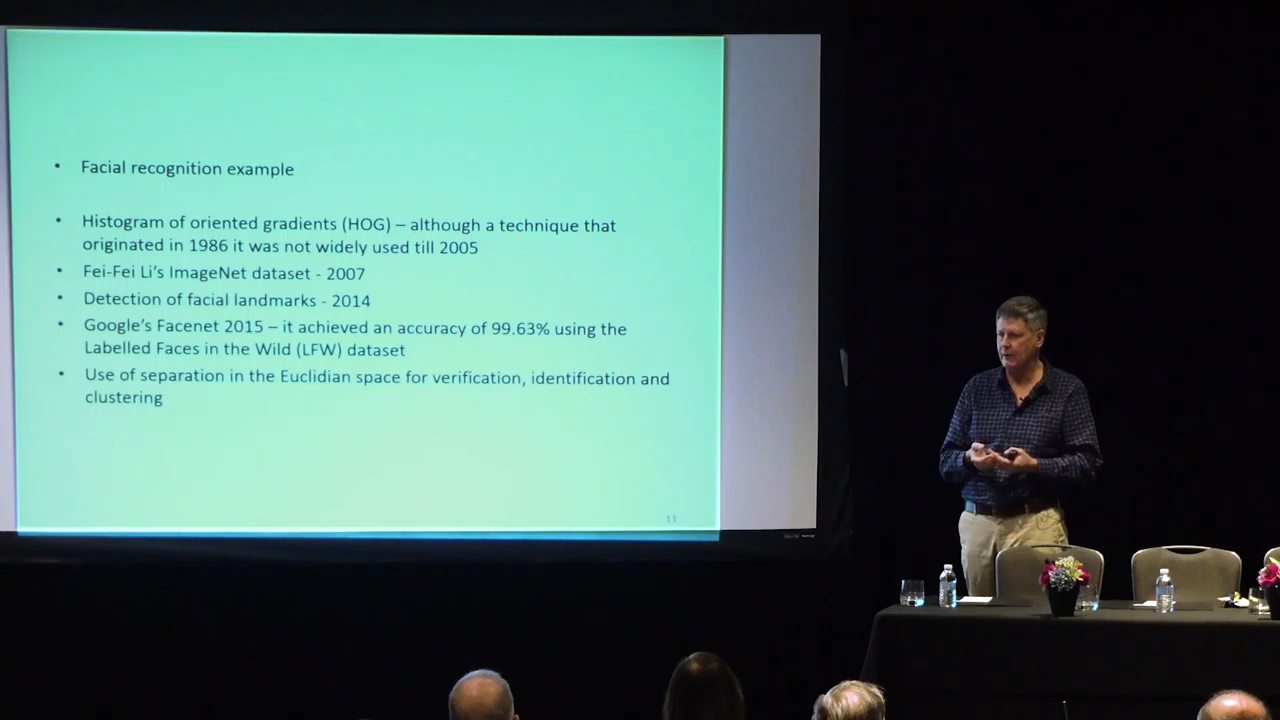 • Facial recognition example
• Histogram of oriented gradients (HOG) – although a technique that
originated in 1986 it was not widely used till 2005
• Fei-Fei Li's ImageNet dataset - 2007
• Detection of facial landmarks - 2014
• Google's Facenet 2015 – it achieved an accuracy of 99.63% using the
Labelled Faces in the Wild (LFW) dataset
• Use of separation in the Euclidian space for verification, identification and
clustering
11